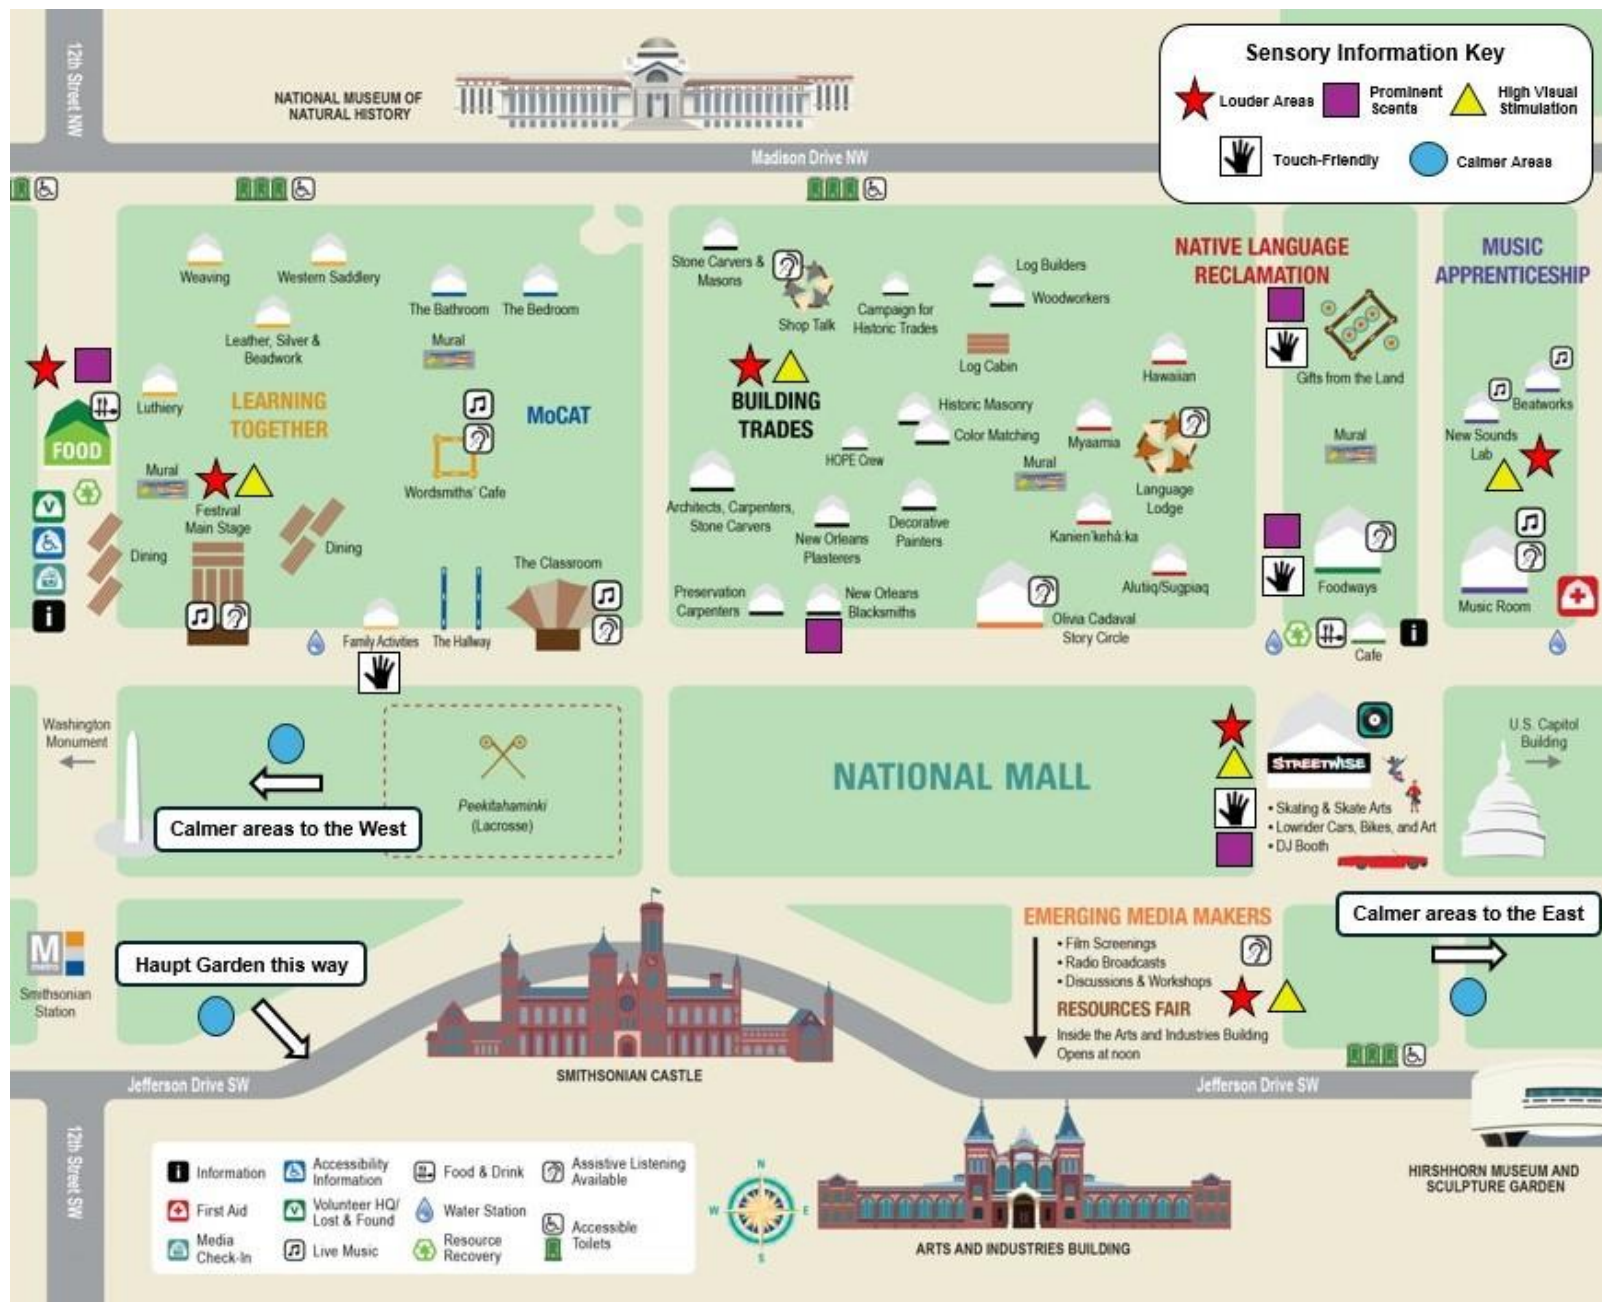 12th Street NW
NATIONAL MUSEUM OF
NATURAL HISTORY
Madison Drive NW
Sensory Information Key
Louder Areas
Prominent
Scents
High Visual
Stimulation
Touch-Friendly
Calmer Areas
Weaving
Western Saddlery
The Bathroom
The Bedroom
Leather, Silver &
Beadwork
Mural
Luthiery
LEARNING
TOGETHER
MoCAT
FOOD
Wordsmiths' Cafe
Mural
Festival
Main Stage
Dining
Dining
The Classroom
Family Activities
The Hallway
Stone Carvers &
Masons
Shop Talk
Campaign for
Historic Trades
Log Builders
Woodworkers
Log Cabin
BUILDING
TRADES
Historic Masonry
Color Matching
HOPE Crew
Mural
Architects, Carpenters,
Stone Carvers
New Orleans
Plasterers
Decorative
Painters
Preservation
Carpenters
New Orleans
Blacksmiths
Olivia Cadaval
Story Circle
NATIVE LANGUAGE
RECLAMATION
Hawaiian
Myaamia
Language
Lodge
Kanien'kehá:ka
Alutiiq/Sugpiaq
Gifts from the Land
Mural
Foodways
Cafe
MUSIC
APPRENTICESHIP
Beatworks
New Sounds
Lab
Music Room
Washington
Monument
Calmer areas to the West
Peekitahaminki
(Lacrosse)
NATIONAL MALL
STREETWISE
• Skating & Skate Arts
• Lowrider Cars, Bikes, and Art
• DJ Booth
U.S. Capitol
Building
Calmer areas to the East
M
metro
Smithsonian
Station
Haupt Garden this way
EMERGING MEDIA MAKERS
• Film Screenings
• Radio Broadcasts
• Discussions & Workshops
RESOURCES FAIR
Inside the Arts and Industries Building
Opens at noon
Jefferson Drive SW
SMITHSONIAN CASTLE
Jefferson Drive SW
12th Street SW
Information
First Aid
Media
Check-In
Accessibility
Information
Volunteer HQ/
Lost & Found
Live Music
Food & Drink
Water Station
Resource
Recovery
Assistive Listening
Available
Accessible
Toilets
N
W
E
S
ARTS AND INDUSTRIES BUILDING
HIRSHHORN MUSEUM AND
SCULPTURE GARDEN